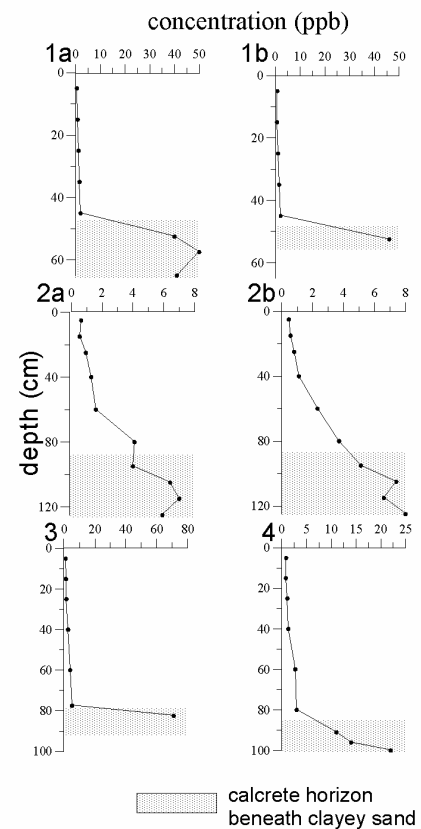 concentration (ppb)
1a 0 10 20 30 40 50
0
20
40
60
1b 0 10 20 30 40 50
0
20
40
60
2a 0 2 4 6 8
0
40
80
120
2b 0 2 4 6 8
0
40
80
120
depth (cm)
3 0 20 40 60 80
0
20
40
60
80
100
4 0 5 10 15 20 25
0
20
40
60
80
100
calcrete horizon
beneath clayey sand